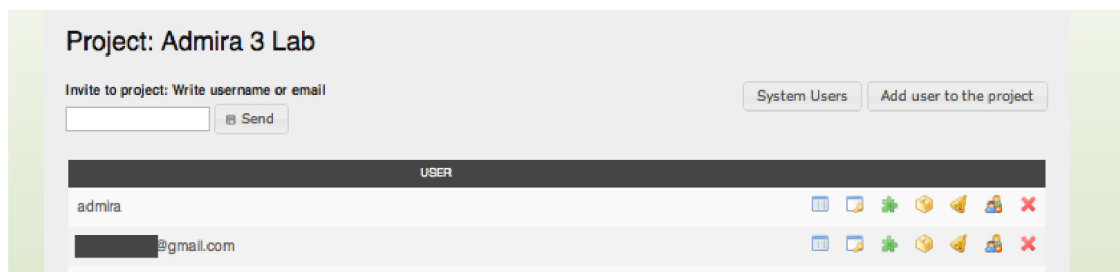 Project: Admira 3 Lab
Invite to project: Write username or email
System Users
Add user to the project
Send
USER
admira
@gmail.com